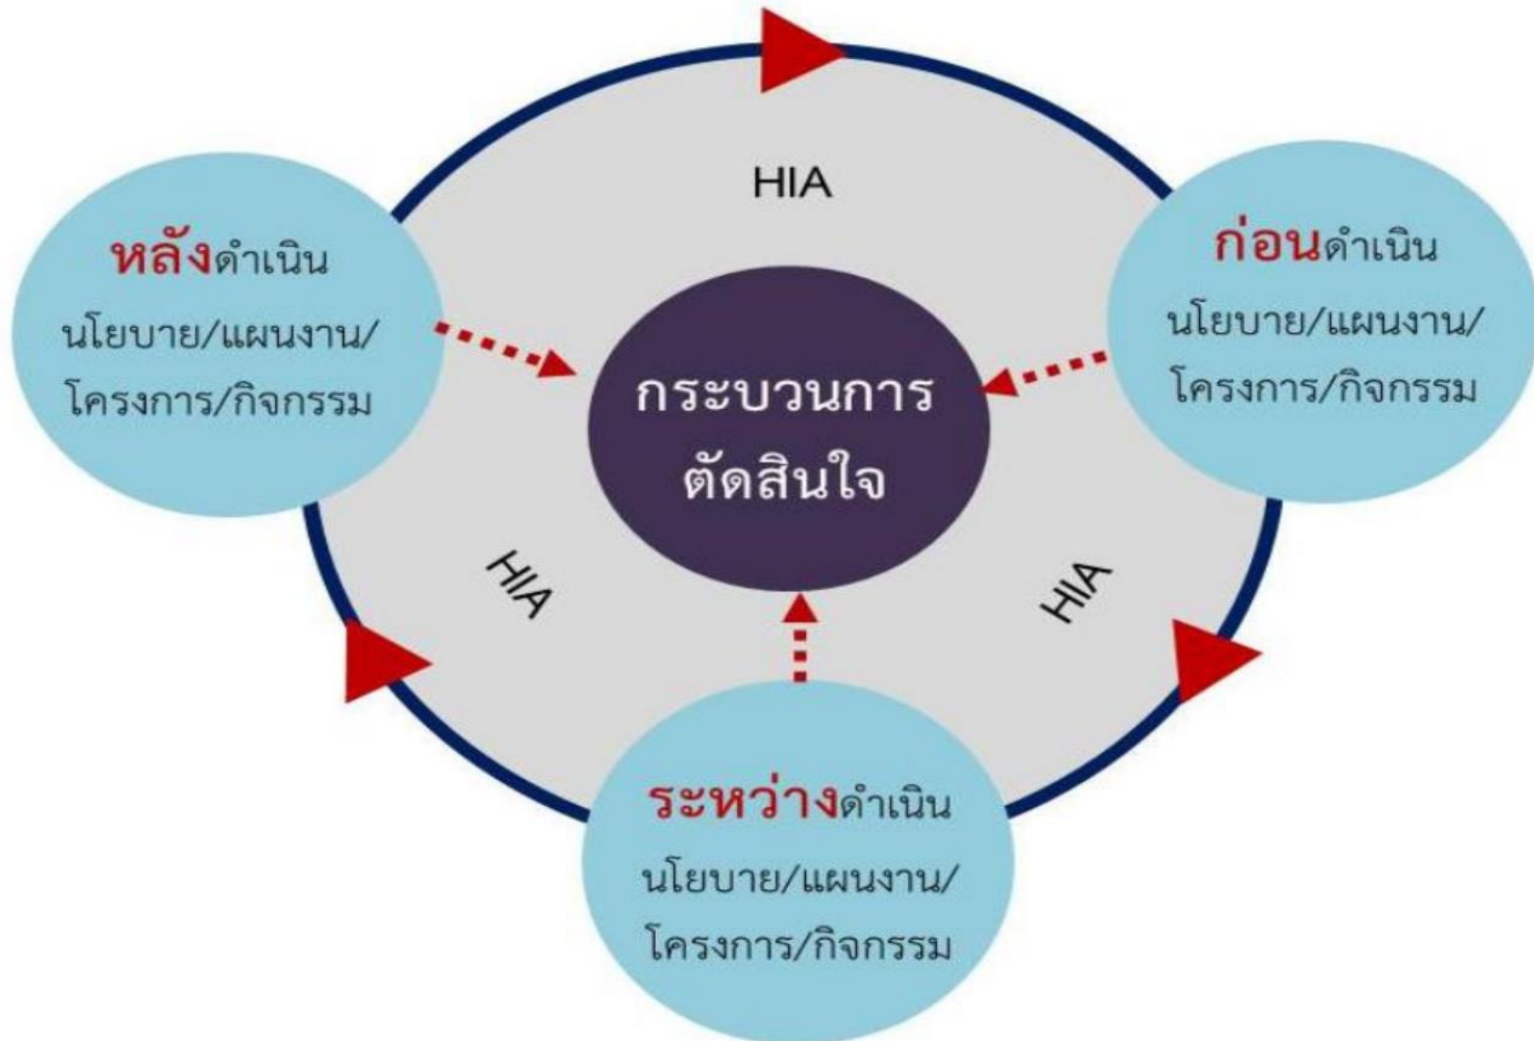 HIA
หลังดำเนิน
นโยบาย/แผนงาน/
โครงการ/กิจกรรม
ก่อนดำเนิน
นโยบาย/แผนงาน/
โครงการ/กิจกรรม
กระบวนการ
ตัดสินใจ
HIA
HIA
ระหว่างดำเนิน
นโยบาย/แผนงาน/
โครงการ/กิจกรรม